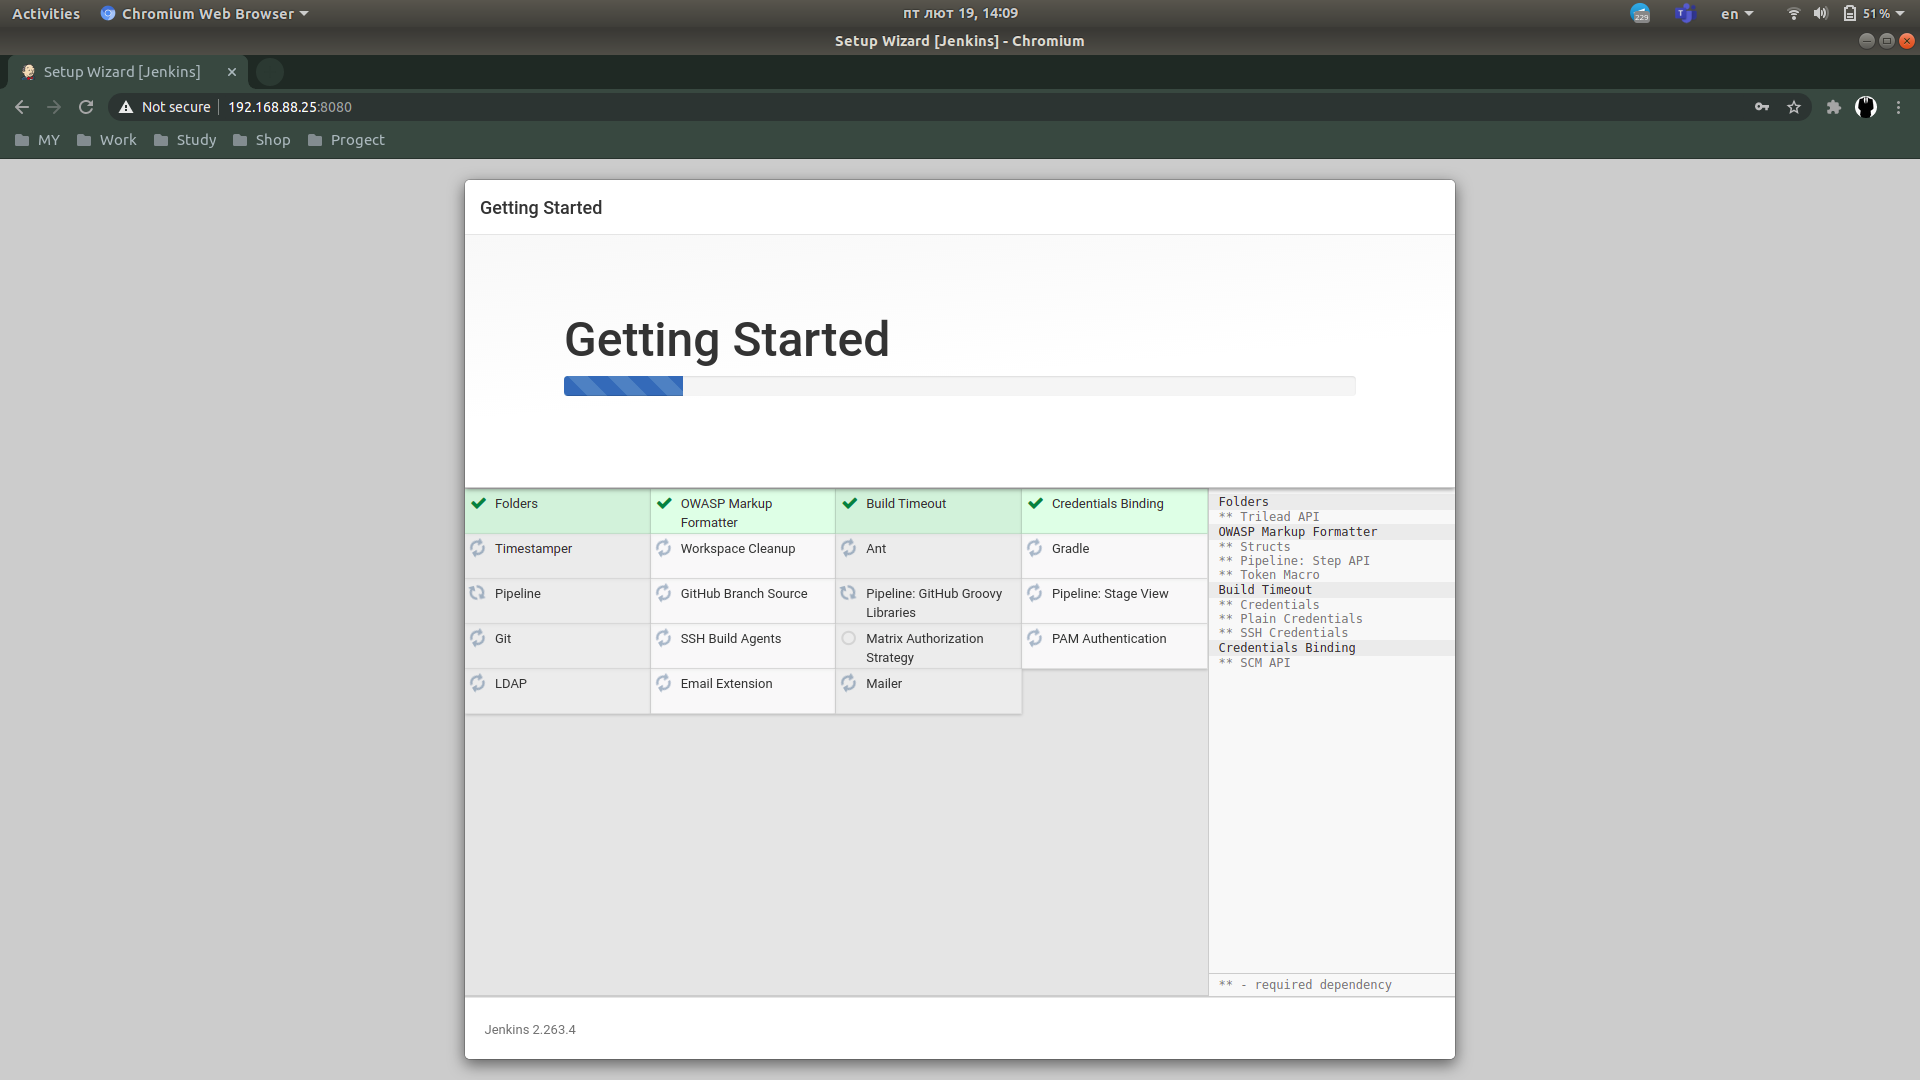 Activities
Chromium Web Browser
пт лют 19, 14:09
229
T
en
51 %
Setup Wizard [Jenkins] - Chromium
Setup Wizard [Jenkins]
Not secure
192.168.88.25:8080
MY
Work
Study
Shop
Progect
Getting Started
Getting Started
Folders
OWASP Markup
Formatter
Build Timeout
Credentials Binding
Timestamper
Workspace Cleanup
Ant
Gradle
Pipeline
GitHub Branch Source
Pipeline: GitHub Groovy
Libraries
Pipeline: Stage View
Git
SSH Build Agents
Matrix Authorization
Strategy
PAM Authentication
LDAP
Email Extension
Mailer
Folders
** Trilead API
OWASP Markup Formatter
** Structs
** Pipeline: Step API
** Token Macro
Build Timeout
** Credentials
** Plain Credentials
** SSH Credentials
Credentials Binding
** SCM API
** - required dependency
Jenkins 2.263.4